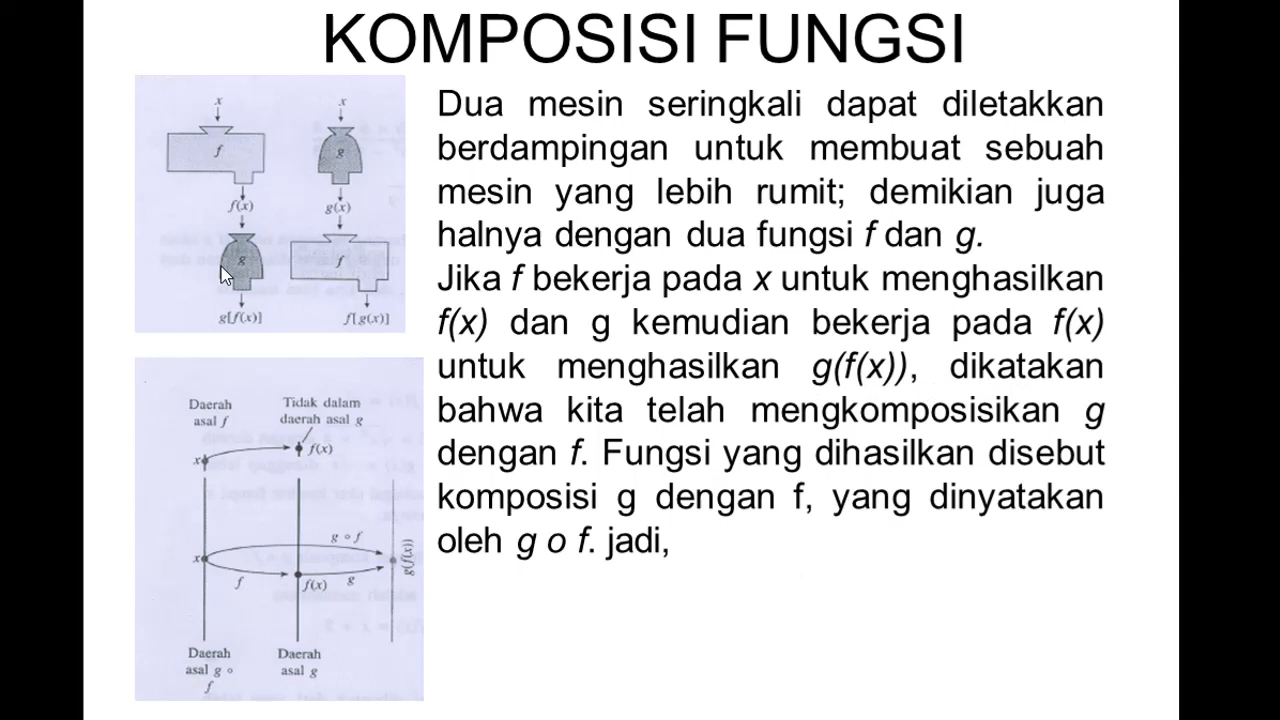 KOMPOSISI FUNGSI
x
x
f
g
f(x)
g(x)
g
f
g[f(x)]
f[g(x)]
Dua mesin seringkali dapat diletakkan
berdampingan untuk membuat sebuah
mesin yang lebih rumit; demikian juga
halnya dengan dua fungsi f dan g.
Jika f bekerja pada x untuk menghasilkan
f(x) dan g kemudian bekerja pada f(x)
untuk menghasilkan g(f(x)), dikatakan
bahwa kita telah mengkomposisikan g
dengan f. Fungsi yang dihasilkan disebut
komposisi g dengan f, yang dinyatakan
oleh g o f. jadi,
Daerah
asal f
Tidak dalam
daerah asal g
x
f(x)
g ∘ f
x
f
f(x)
g
g(f(x))
Daerah
asal g ∘
f
Daerah
asal g